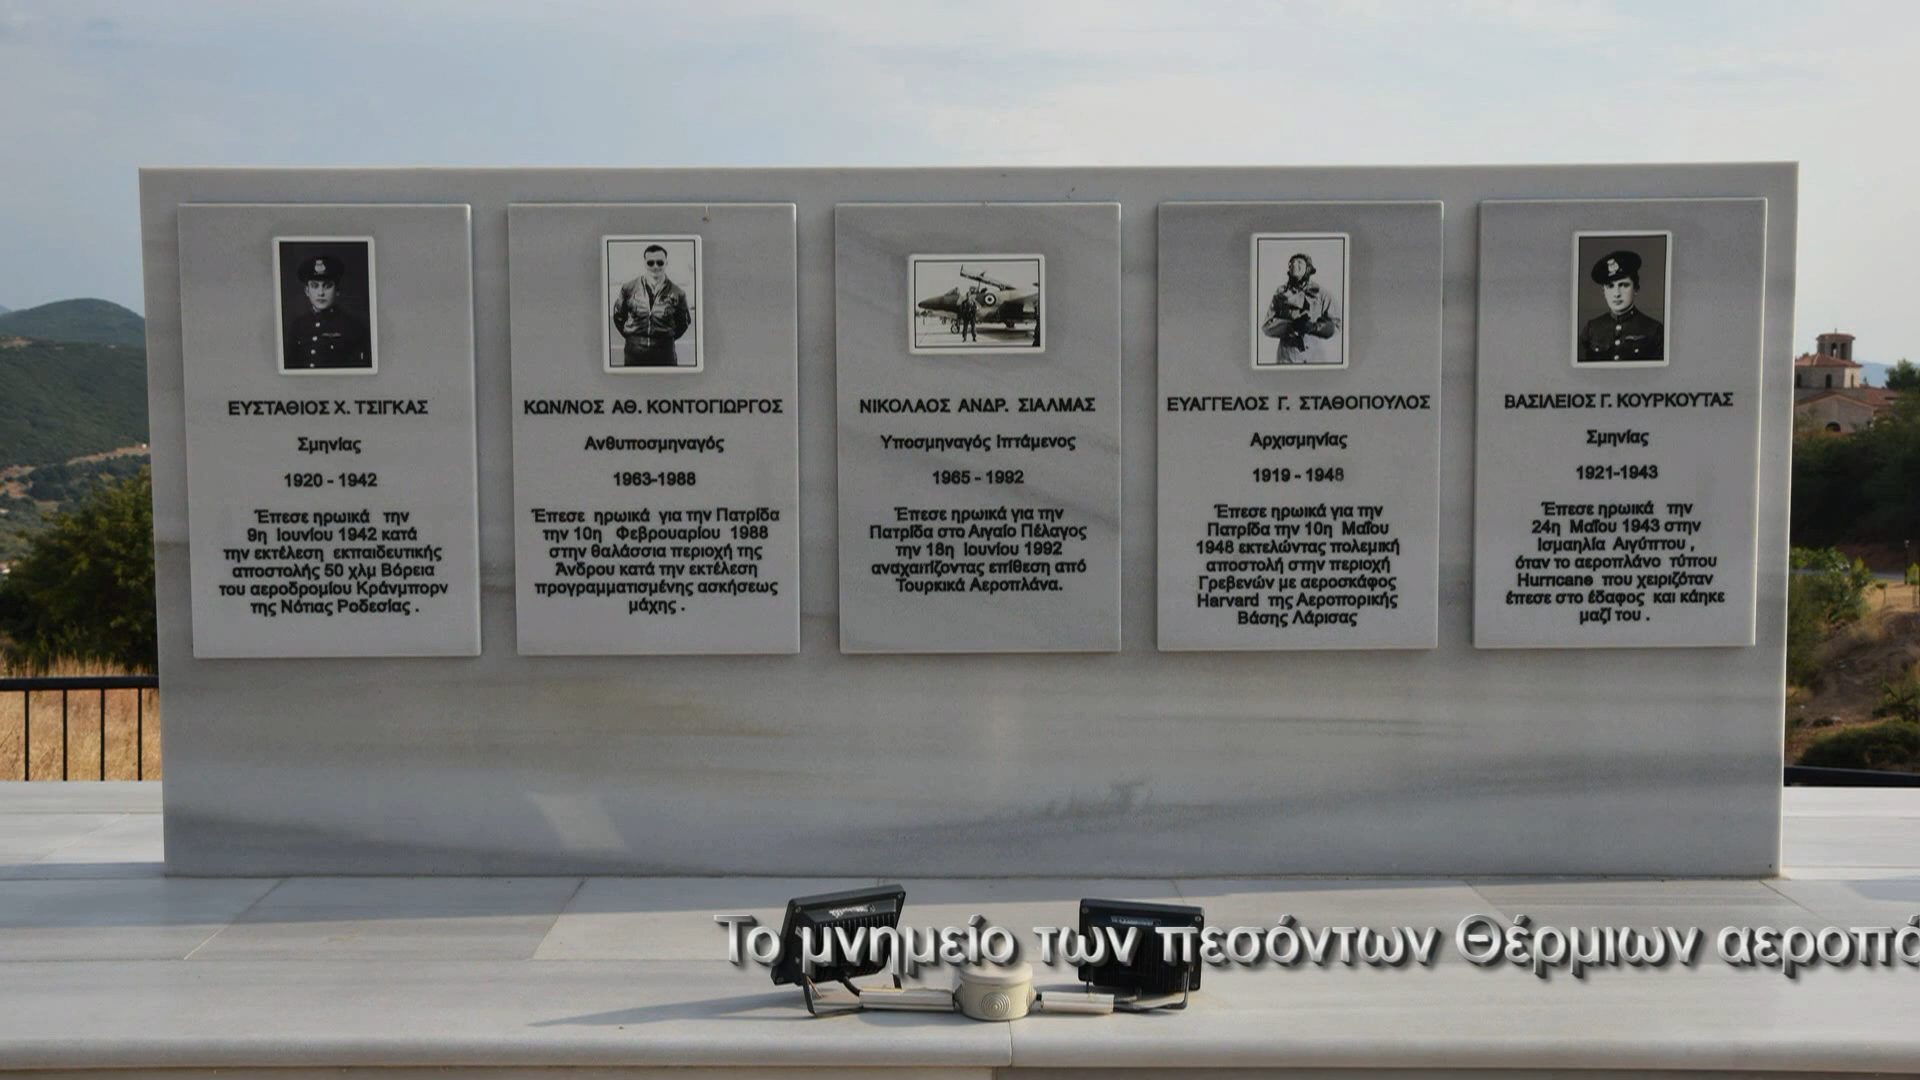 ΕΥΣΤΑΘΙΟΣ Χ. ΤΣΙΓΚΑΣ
Σμηνίας
1920 - 1942
Έπεσε ηρωικά την
9η Ιουνίου 1942 κατά
την εκτέλεση εκπαιδευτικής
αποστολής 50 χλμ Βόρεια
του αεροδρομίου Κράνμπορν
της Νότιας Ροδεσίας .
ΚΩΝ/ΝΟΣ ΑΘ. ΚΟΝΤΟΓΙΩΡΓΟΣ
Ανθυποσμηναγός
1963-1988
Έπεσε ηρωικά για την Πατρίδα
την 10η Φεβρουαρίου 1988
στην θαλάσσια περιοχή της
Άνδρου κατά την εκτέλεση
προγραμματισμένης ασκήσεως
μάχης .
ΝΙΚΟΛΑΟΣ ΑΝΔΡ. ΣΙΑΛΜΑΣ
Υποσμηναγός Ιπτάμενος
1965 - 1992
Έπεσε ηρωικά για την
Πατρίδα στο Αιγαίο Πέλαγος
την 18η Ιουνίου 1992
αναχαιτίζοντας επίθεση από
Τουρκικά Αεροπλάνα.
ΕΥΑΓΓΕΛΟΣ Γ. ΣΤΑΘΟΠΟΥΛΟΣ
Αρχισμηνίας
1919 - 1948
Έπεσε ηρωικά για την
Πατρίδα την 10η Μαΐου
1948 εκτελώντας πολεμική
αποστολή στην περιοχή
Γρεβενών με αεροσκάφος
Harvard της Αεροπορικής
Βάσης Λάρισας
ΒΑΣΙΛΕΙΟΣ Γ. ΚΟΥΡΚΟΥΤΑΣ
Σμηνίας
1921-1943
Έπεσε ηρωικά την
24η Μαΐου 1943 στην
Ισμαηλία Αιγύπτου ,
όταν το αεροπλάνο τύπου
Hurricane που χειριζόταν
έπεσε στο έδαφος και κάηκε
μαζί του .
Το μνημείο των πεσόντων Θέρμιων αεροπό